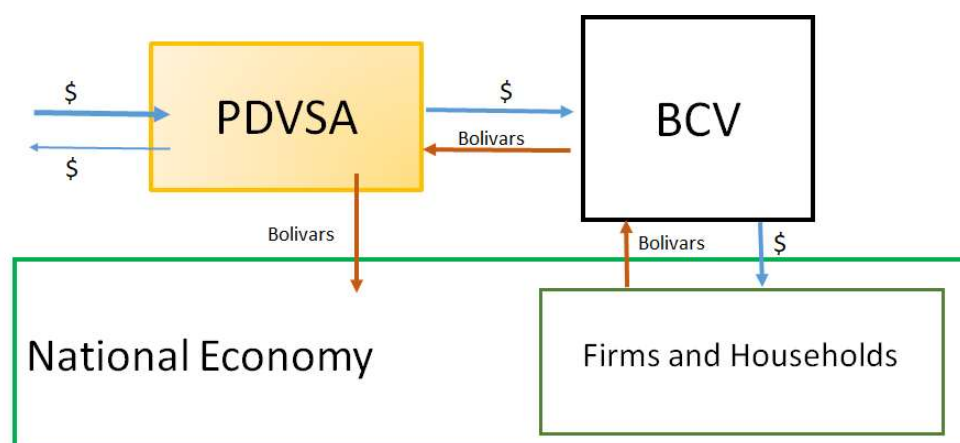 $
PDVSA
$
BCV
Bolivars
$
Bolivars
Bolivars
$
National Economy
Firms and Households